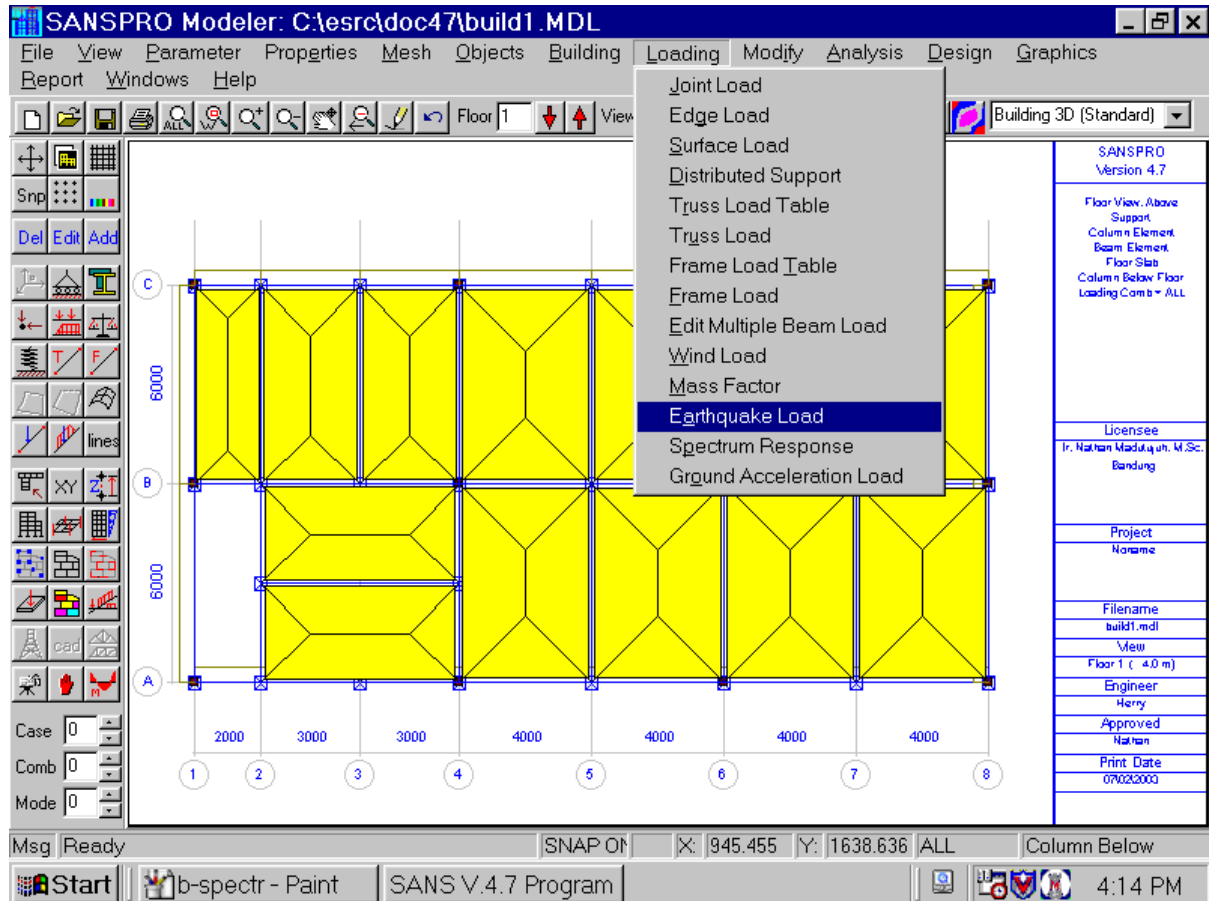 SANSPRO Modeler: C:\esrc\doc47\build1.MDL
File View Parameter Properties Mesh Objects Building Loading Modify Analysis Design Graphics
Report Windows Help
ALL W Floor 1 View Building 3D (Standard)
Snp
Del Edit Add
T F
lines
XY Z
cad
M
Case 0
Comb 0
Mode 0
Joint Load
Edge Load
Surface Load
Distributed Support
Truss Load Table
Truss Load
Frame Load Table
Frame Load
Edit Multiple Beam Load
Wind Load
Mass Factor
Earthquake Load
Spectrum Response
Ground Acceleration Load
C
6000
B
6000
A
2000 3000 3000 4000 4000 4000 4000
1 2 3 4 5 6 7 8
SANSPRO
Version 4.7
Floor View. Above
Support
Column Element
Beam Element
Floor Slab
Column Below Floor
Loading Comb = ALL
Licensee
Ir. Nathan Madutujuh. M.Sc.
Bandung
Project
Noname
Filename
build1.mdl
View
Floor 1 ( 4.0 m)
Engineer
Herry
Approved
Nathan
Print Date
07/02/2000
Msg Ready SNAP ON X: 945.455 Y: 1638.636 ALL Column Below
Start b-spectr - Paint SANS V.4.7 Program 4:14 PM